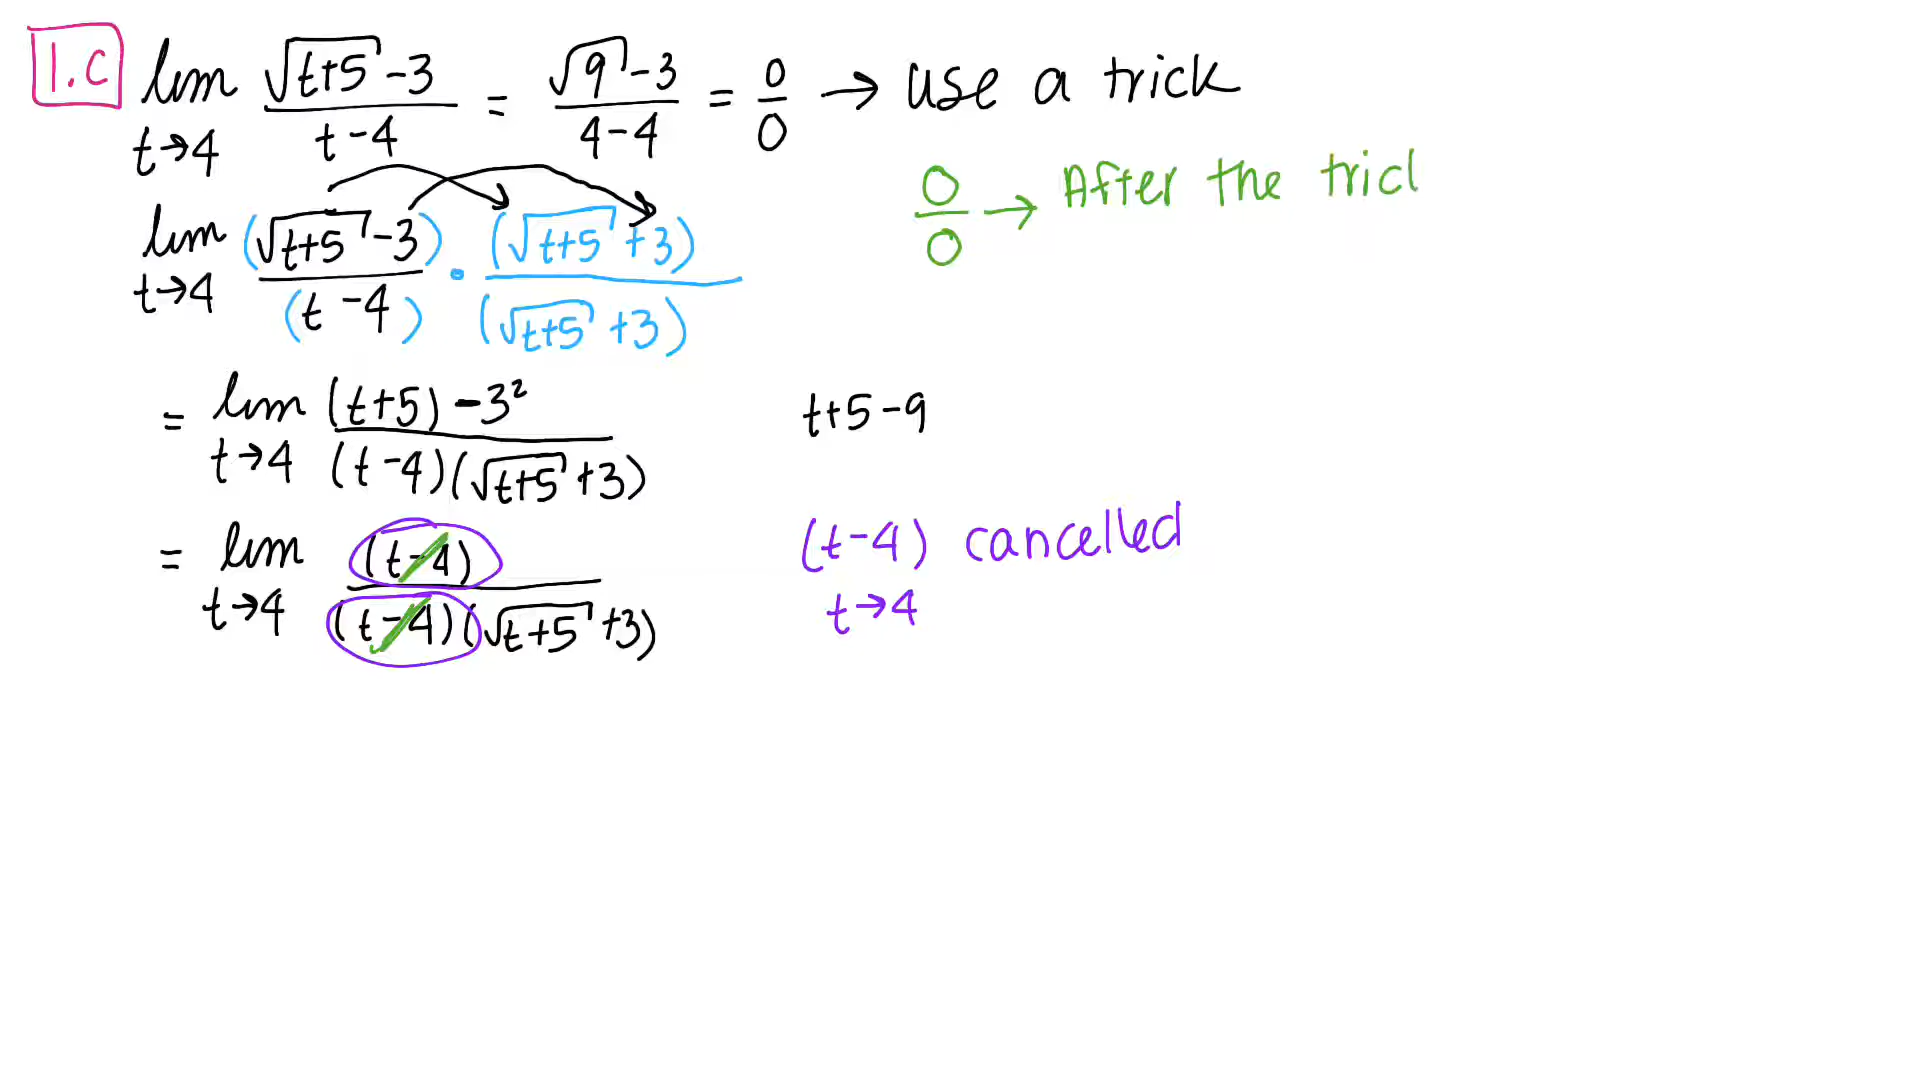 1.C lim t→4 (√(t+5) -3)/(t-4) = (√9 -3)/(4-4) = 0/0 → use a trick
0/0 → After the tricl
lim t→4 (√(t+5) -3)/(t-4) · (√(t+5) +3)/(√(t+5) +3)
= lim t→4 ((t+5) -3²)/((t-4)(√(t+5) +3))
t+5-9
= lim t→4 (t-4)/((t-4)(√(t+5) +3))
(t-4) cancelled
t→4